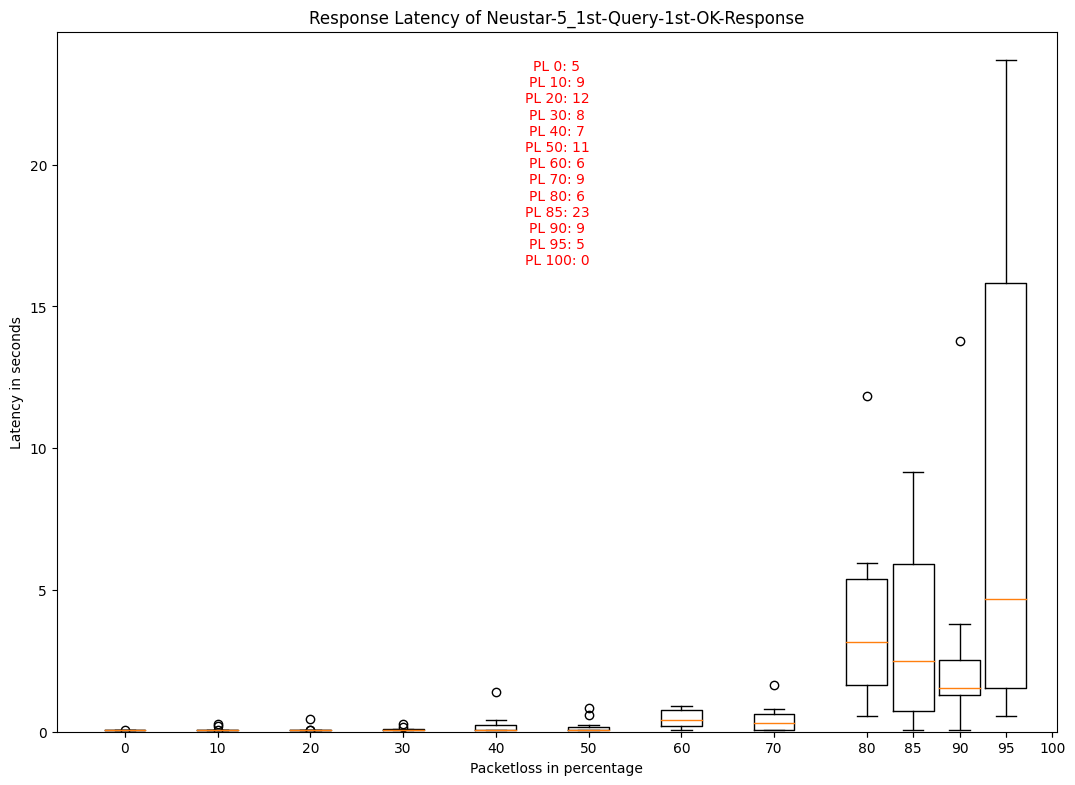 Response Latency of Neustar-5_1st-Query-1st-OK-Response
PL 0: 5
PL 10: 9
PL 20: 12
PL 30: 8
PL 40: 7
PL 50: 11
PL 60: 6
PL 70: 9
PL 80: 6
PL 85: 23
PL 90: 9
PL 95: 5
PL 100: 0
Latency in seconds
20
15
10
5
0
0 10 20 30 40 50 60 70 80 85 90 95 100
Packetloss in percentage